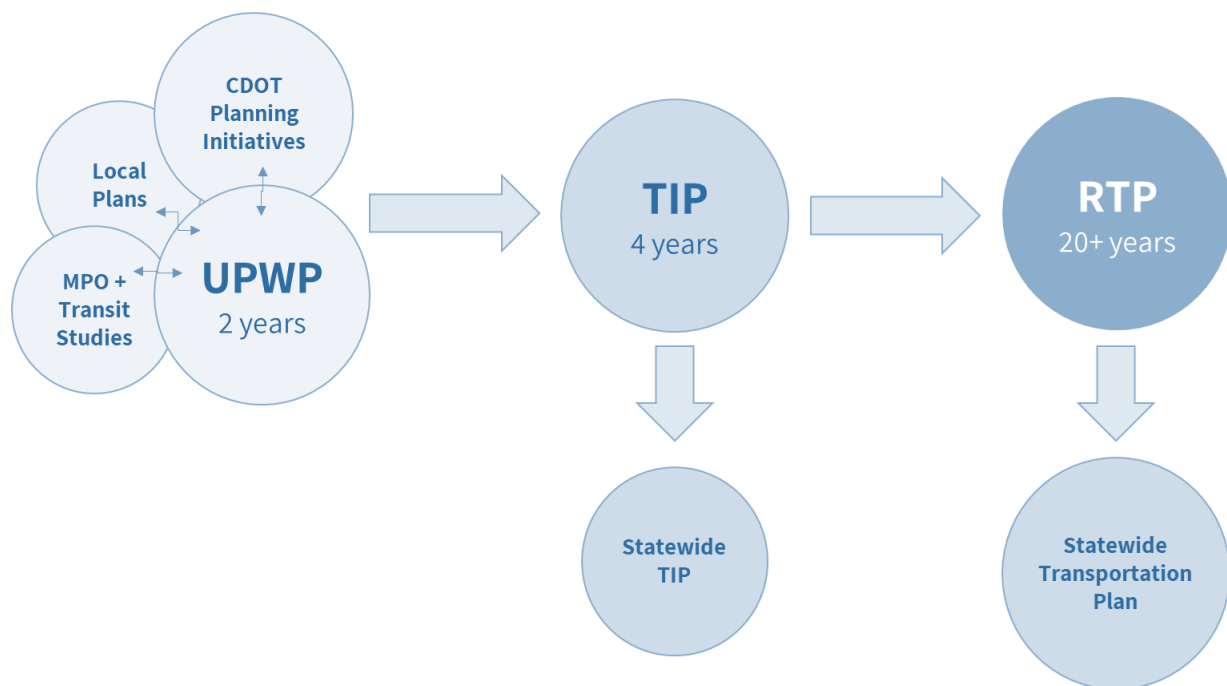 CDOT
Planning
Initiatives
Local
Plans
MPO +
Transit
Studies
UPWP
2 years
TIP
4 years
RTP
20+ years
Statewide
TIP
Statewide
Transportation
Plan